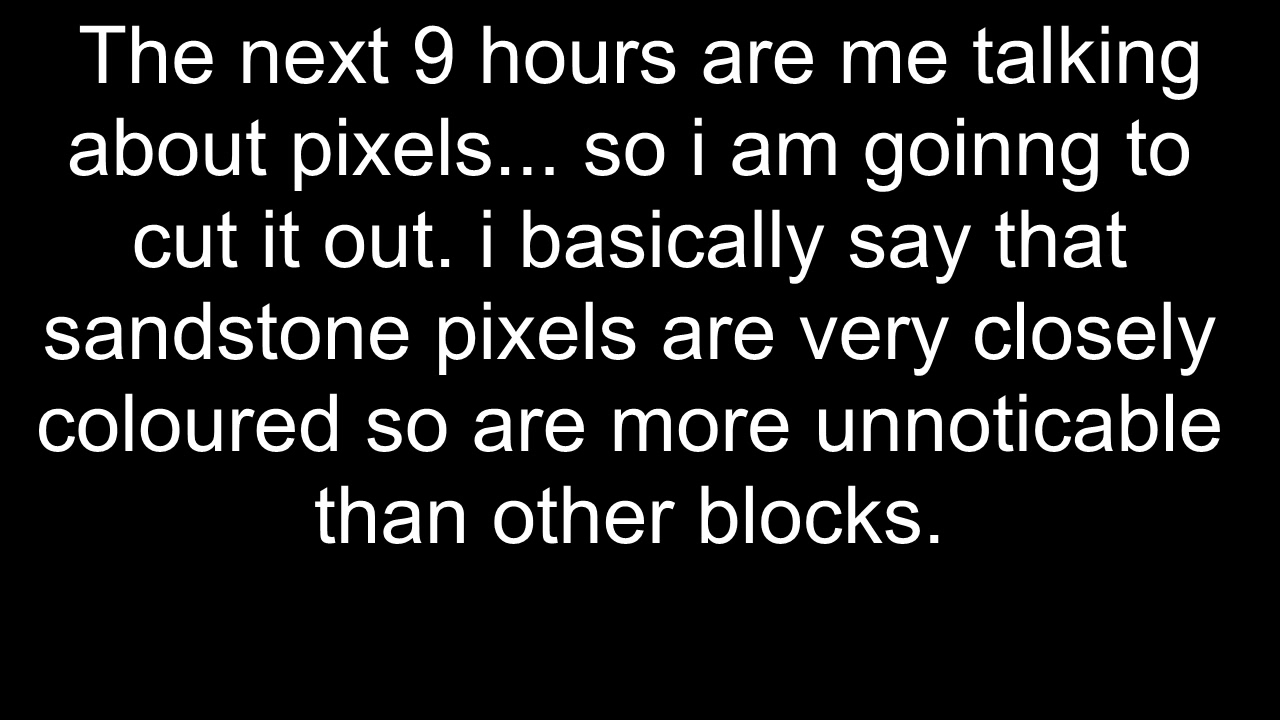 The next 9 hours are me talking
about pixels... so i am goinng to
cut it out. i basically say that
sandstone pixels are very closely
coloured so are more unnoticable
than other blocks.